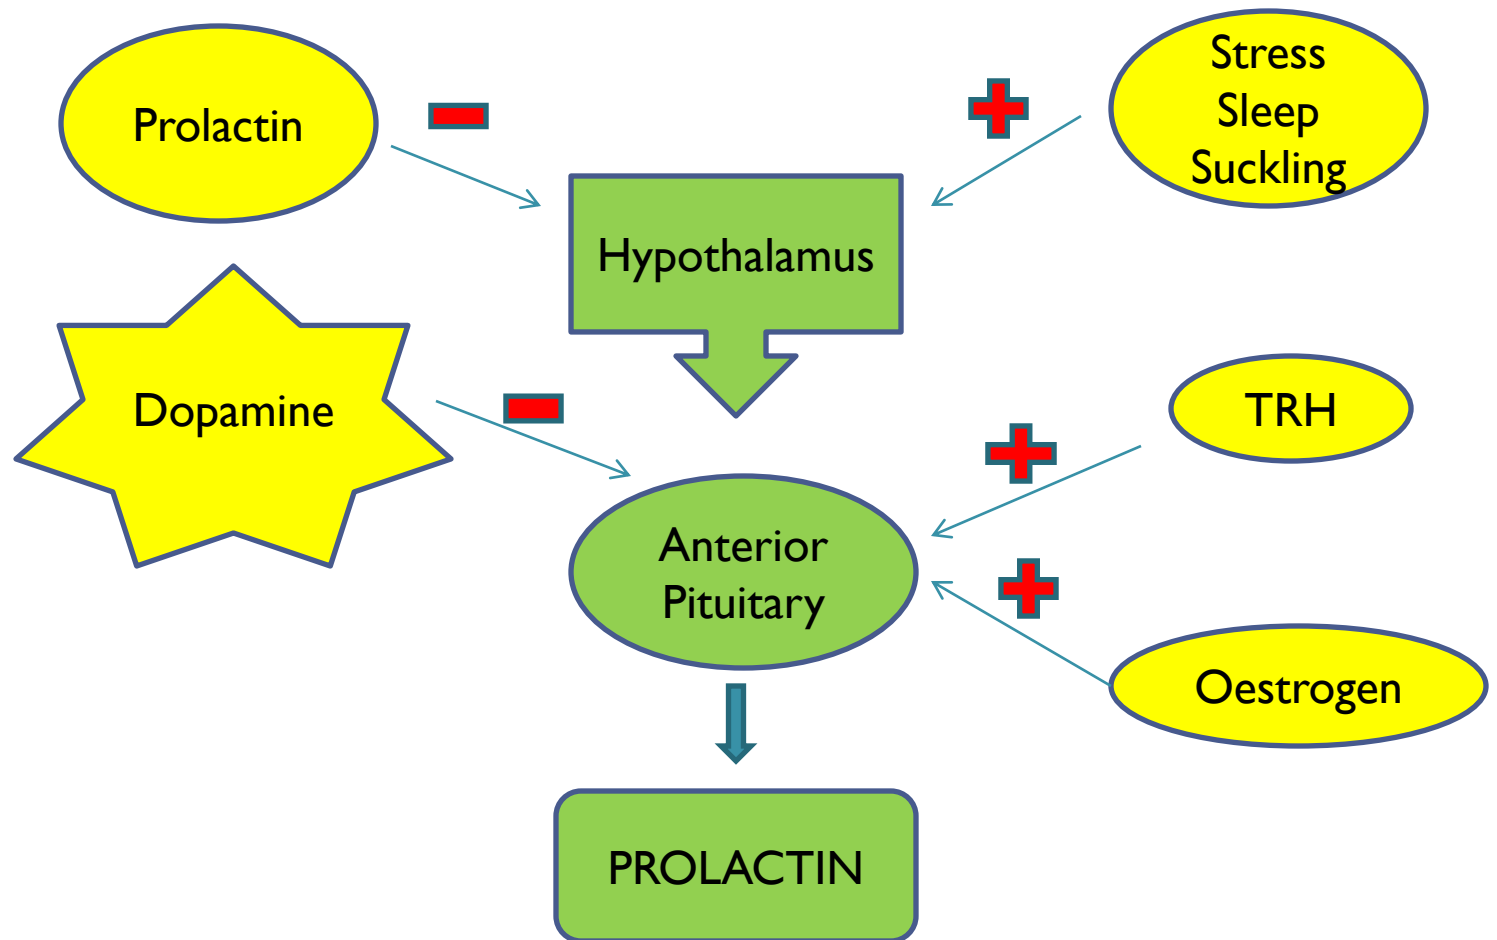 Prolactin
Stress
Sleep
Suckling
Hypothalamus
Dopamine
TRH
Anterior
Pituitary
Oestrogen
PROLACTIN